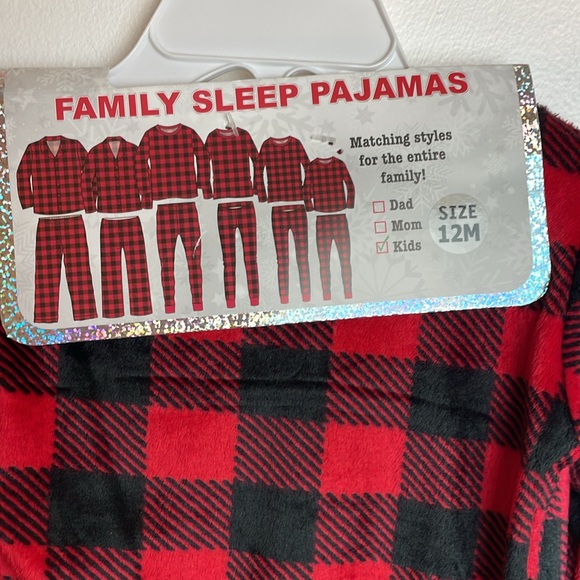 FAMILY SLEEP PAJAMAS
Matching styles
for the entire
family!
Dad
Mom
Kids
SIZE
12M